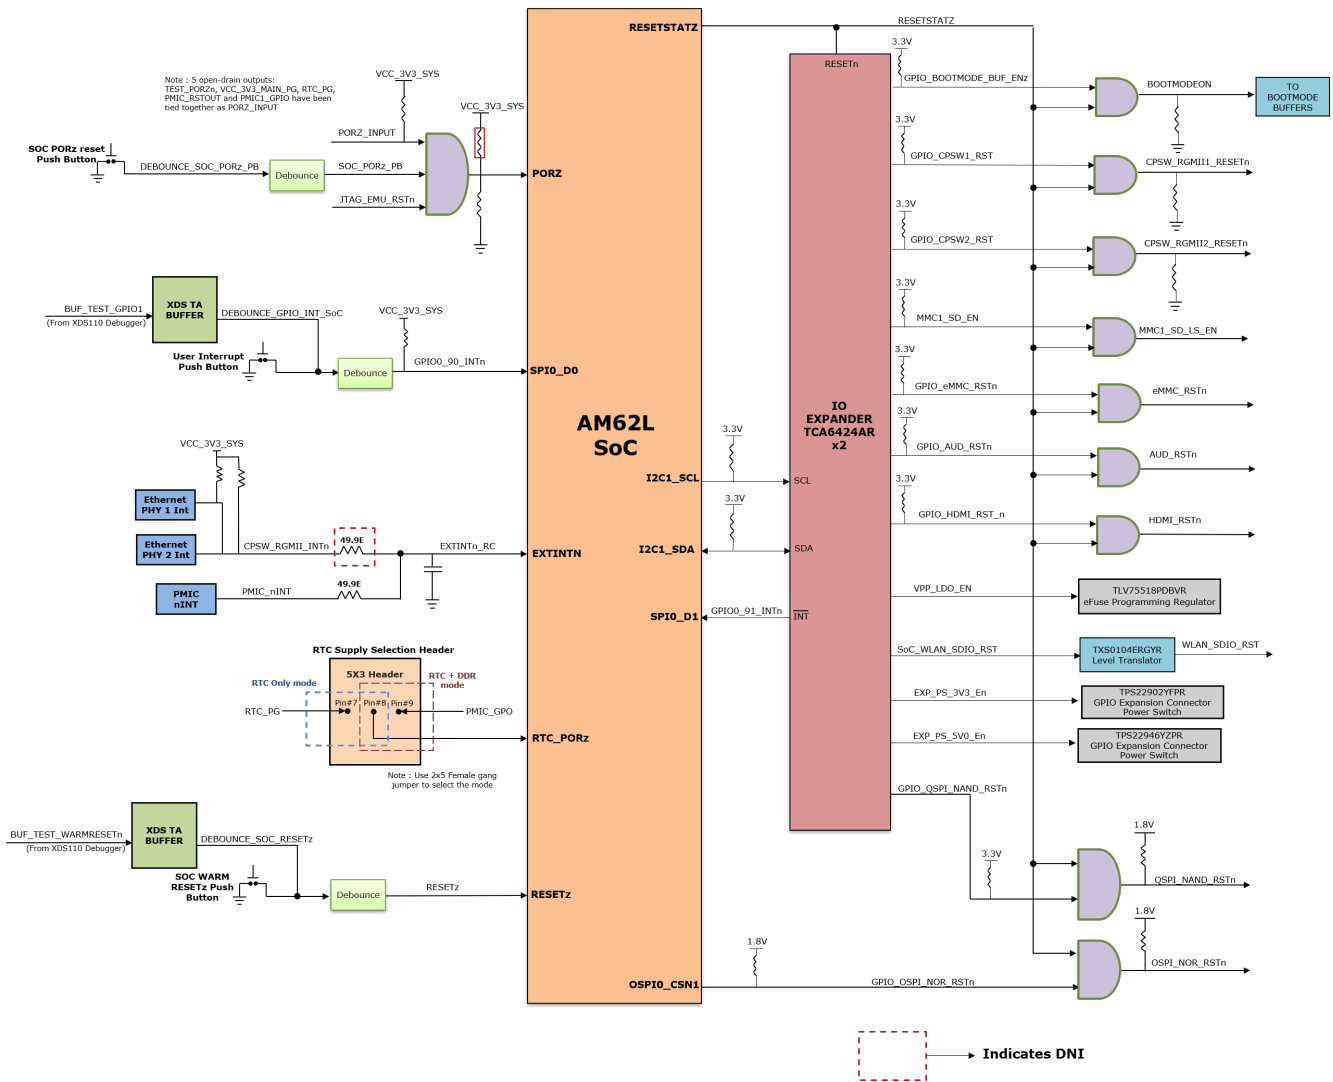 RESETSTATZ
RESETSTATZ
Note : 5 open-drain outputs:
TEST_PORZn, VCC_3V3_MAIN_PG, RTC_PG,
PMIC_RSTOUT and PMIC1_GPIO have been
tied together as PORZ_INPUT
VCC_3V3_SYS
VCC_3V3_SYS
PORZ_INPUT
SOC PORz reset
Push Button
DEBOUNCE_SOC_PORz_PB
Debounce
SOC_PORz_PB
JTAG_EMU_RSTn
PORZ
BUF_TEST_GPIO1
(From XDS110 Debugger)
XDS TA
BUFFER
DEBOUNCE_GPIO_INT_SoC
User Interrupt
Push Button
Debounce
VCC_3V3_SYS
GPIO0_90_INTn
SPI0_D0
AM62L
SoC
VCC_3V3_SYS
Ethernet
PHY 1 Int
Ethernet
PHY 2 Int
CPSW_RGMII_INTn
49.9E
EXTINTn_RC
EXTINTN
PMIC
nINT
PMIC_nINT
49.9E
RTC Supply Selection Header
5X3 Header
RTC Only mode
RTC + DDR
mode
Pin#7
Pin#8
Pin#9
RTC_PG
PMIC_GPO
RTC_PORz
Note : Use 2x5 Female gang
jumper to select the mode
BUF_TEST_WARMRESETn
(From XDS110 Debugger)
XDS TA
BUFFER
DEBOUNCE_SOC_RESETz
SOC WARM
RESETz Push
Button
Debounce
RESETz
RESETz
I2C1_SCL
3.3V
SCL
I2C1_SDA
3.3V
SDA
SPI0_D1
GPIO0_91_INTn
INT
OSPI0_CSN1
1.8V
GPIO_OSPI_NOR_RSTn
RESETn
IO
EXPANDER
TCA6424AR
x2
3.3V
GPIO_BOOTMODE_BUF_ENz
BOOTMODEON
TO
BOOTMODE
BUFFERS
3.3V
GPIO_CPSW1_RST
CPSW_RGMII1_RESETn
3.3V
GPIO_CPSW2_RST
CPSW_RGMII2_RESETn
3.3V
MMC1_SD_EN
MMC1_SD_LS_EN
3.3V
GPIO_eMMC_RSTn
eMMC_RSTn
3.3V
GPIO_AUD_RSTn
AUD_RSTn
3.3V
GPIO_HDMI_RST_n
HDMI_RSTn
VPP_LDO_EN
TLV75518PDBVR
eFuse Programming Regulator
SoC_WLAN_SDIO_RST
TXS0104ERGYR
Level Translator
WLAN_SDIO_RST
EXP_PS_3V3_En
TPS22902YFPR
GPIO Expansion Connector
Power Switch
EXP_PS_5V0_En
TPS22946YZPR
GPIO Expansion Connector
Power Switch
GPIO_QSPI_NAND_RSTn
3.3V
1.8V
QSPI_NAND_RSTn
1.8V
OSPI_NOR_RSTn
Indicates DNI